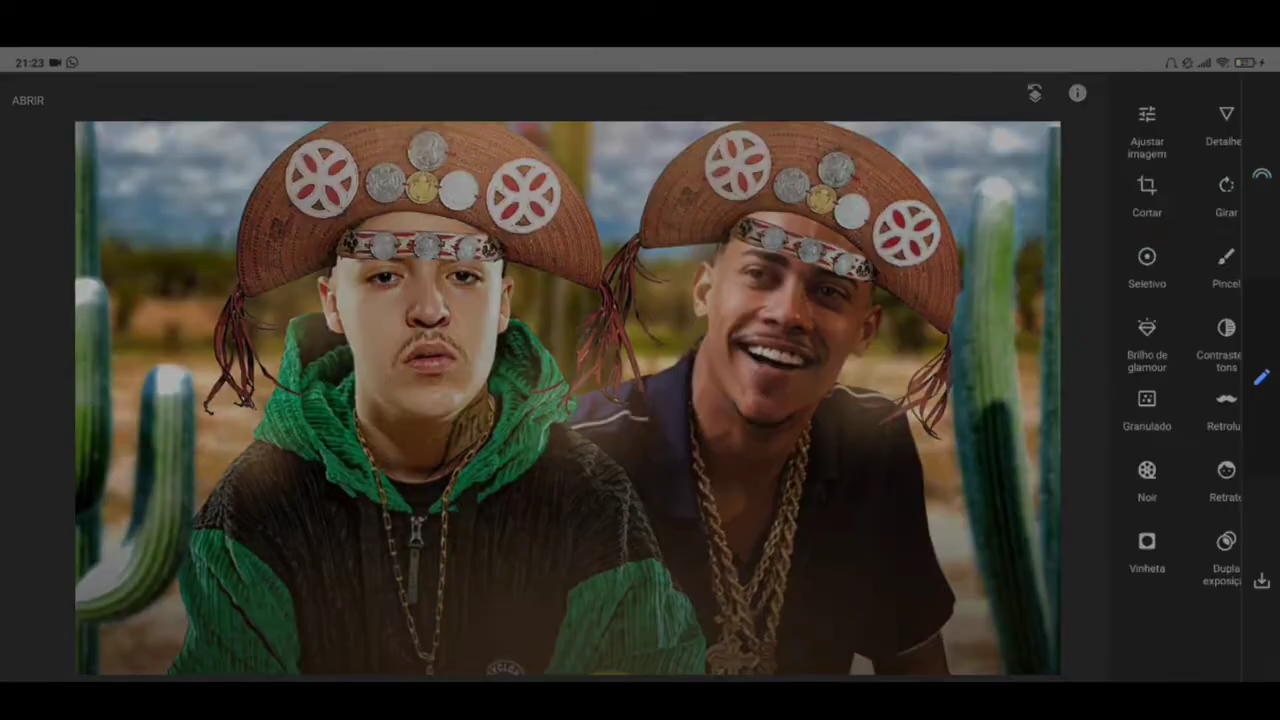 21:23
ABRIR
Ajustar
imagem
Detalhe
Cortar
Girar
Seletivo
Pincel
Brilho de
glamour
Contraste
tons
Granulado
Retrolu
Noir
Retrato
Vinheta
Dupla
exposiç
YCLON